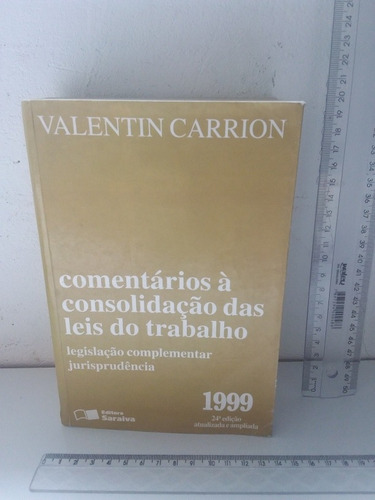 VALENTIN CARRION
comentários à
consolidação das
leis do trabalho
legislação complementar
jurisprudência
1999
24ª edição
atualizada e ampliada
Editora
Saraiva